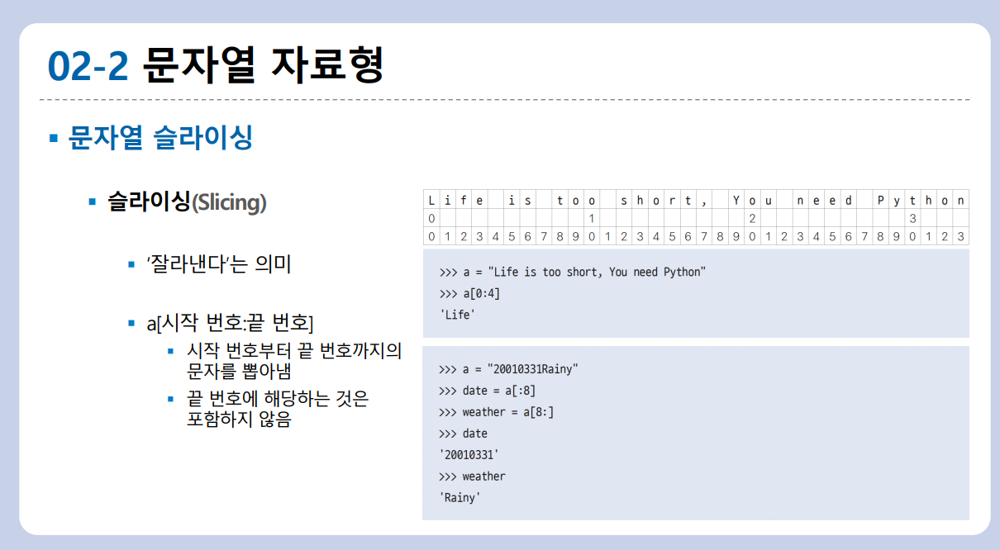 02-2 문자열 자료형
문자열 슬라이싱
슬라이싱(Slicing)
'잘라낸다'는 의미
a[시작 번호:끝 번호]
시작 번호부터 끝 번호까지의
문자를 뽑아냄
끝 번호에 해당하는 것은
포함하지 않음
L i f e   i s   t o o   s h o r t ,   Y o u   n e e d   P y t h o n
0 1 2 3
0 1 2 3 4 5 6 7 8 9 0 1 2 3 4 5 6 7 8 9 0 1 2 3 4 5 6 7 8 9 0 1 2 3
>>> a = "Life is too short, You need Python"
>>> a[0:4]
'Life'
>>> a = "20010331Rainy"
>>> date = a[:8]
>>> weather = a[8:]
>>> date
'20010331'
>>> weather
'Rainy'